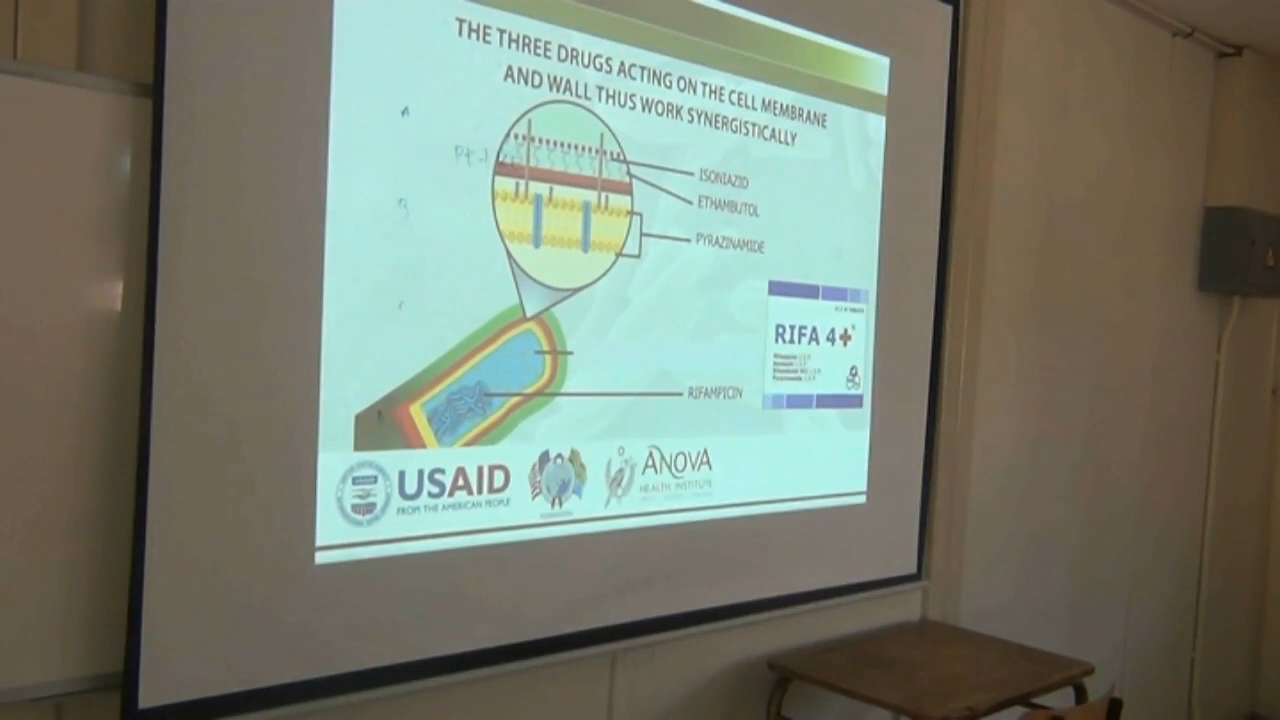 THE THREE DRUGS ACTING ON THE CELL MEMBRANE
AND WALL THUS WORK SYNERGISTICALLY
A
ISONIAZID
ETHAMBUTOL
PYRAZINAMIDE
RIFA 4+
RIFAMPICIN
USAID
FROM THE AMERICAN PEOPLE
ANOVA
HEALTH INSTITUTE